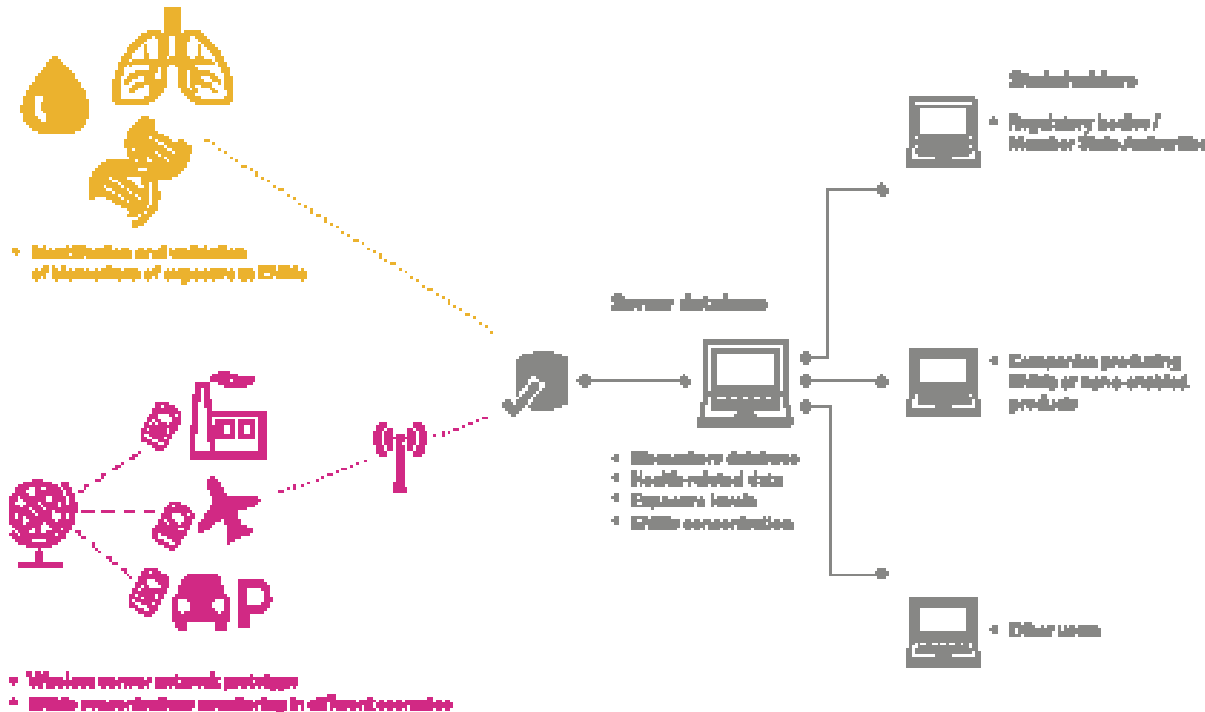 Stakeholders
• Regulatory bodies /
Member State Authorities
• Identification and validation
of biomarkers of exposure to ENMs
Server database
• Companies producing
ENMs or nano-enabled
products
• Biomarkers database
• Health-related data
• Exposure levels
• ENMs concentration
P
• Other users
• Wireless sensor network prototype
• ENMs concentrations monitoring in different scenarios